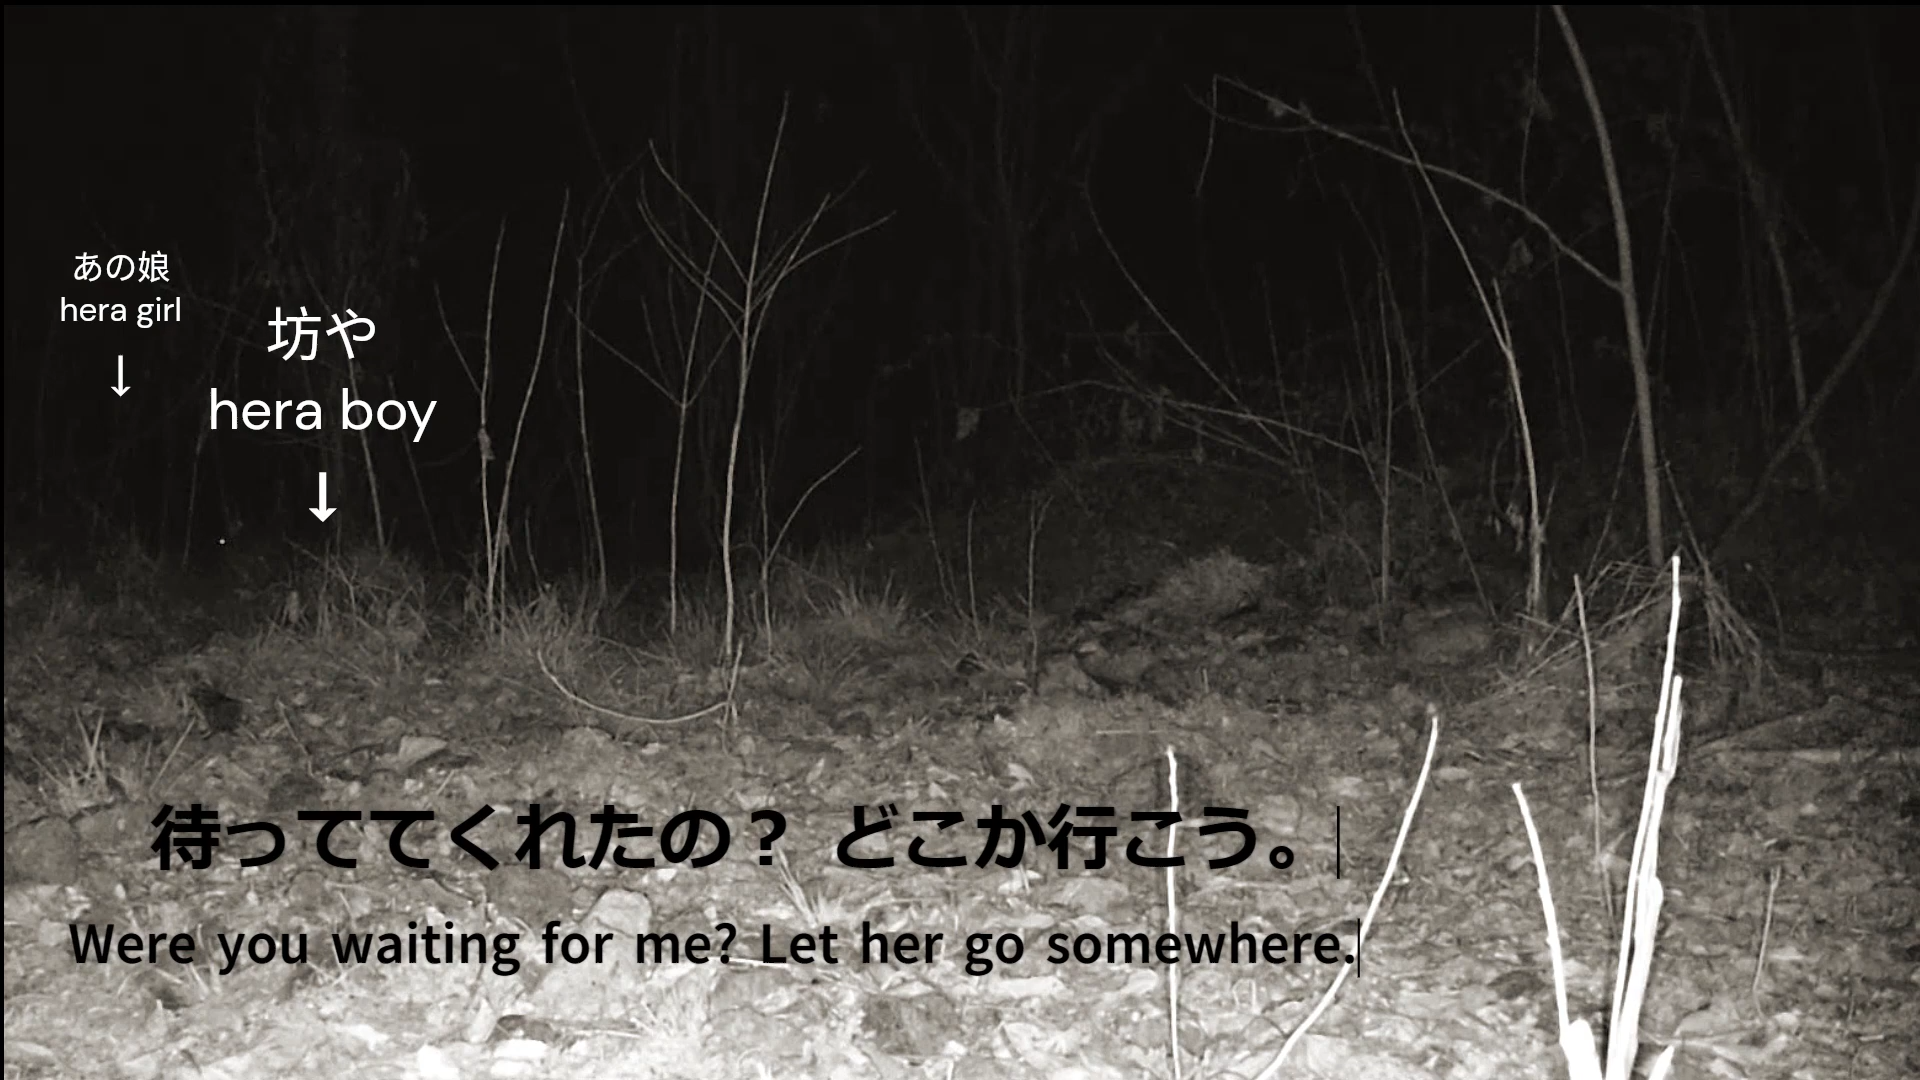 あの娘
hera girl
↓
坊や
hera boy
↓
待っててくれたの？ どこか行こう。
Were you waiting for me? Let her go somewhere.